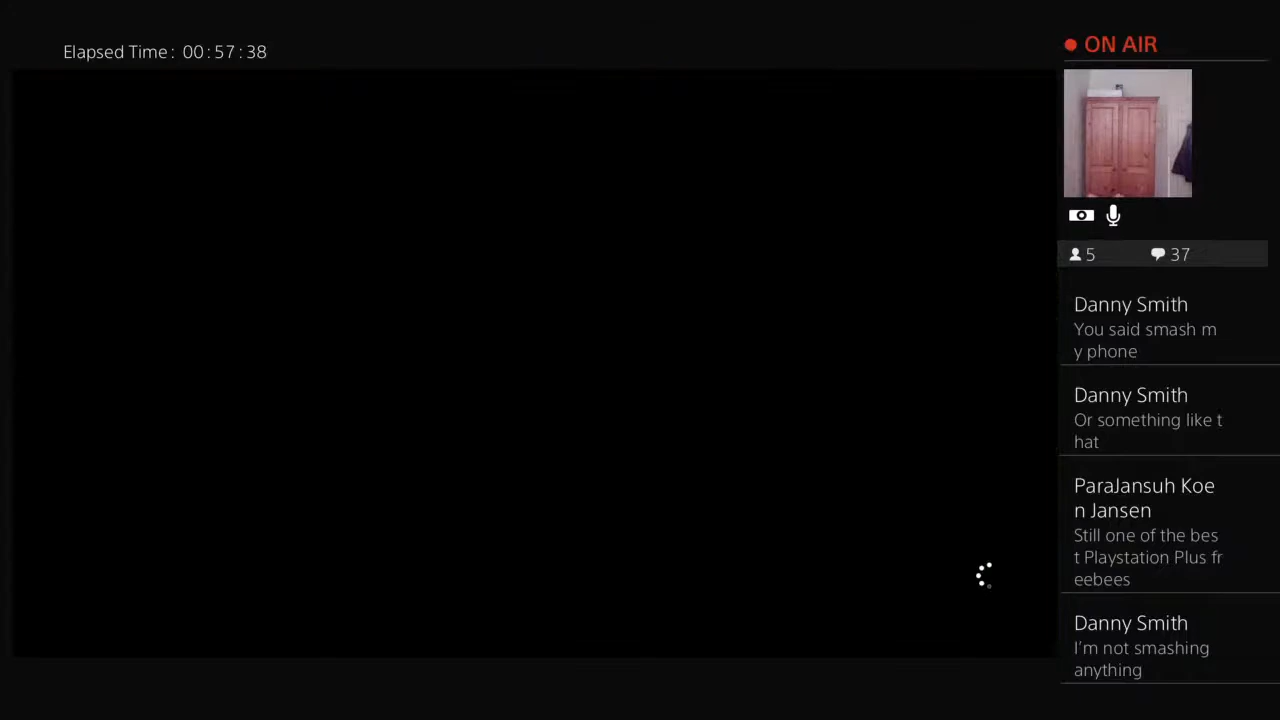 Elapsed Time: 00:57:38
ON AIR
5 37
Danny Smith
You said smash m
y phone
Danny Smith
Or something like t
hat
ParaJansuh Koe
n Jansen
Still one of the bes
t Playstation Plus fr
eebees
Danny Smith
I'm not smashing
anything